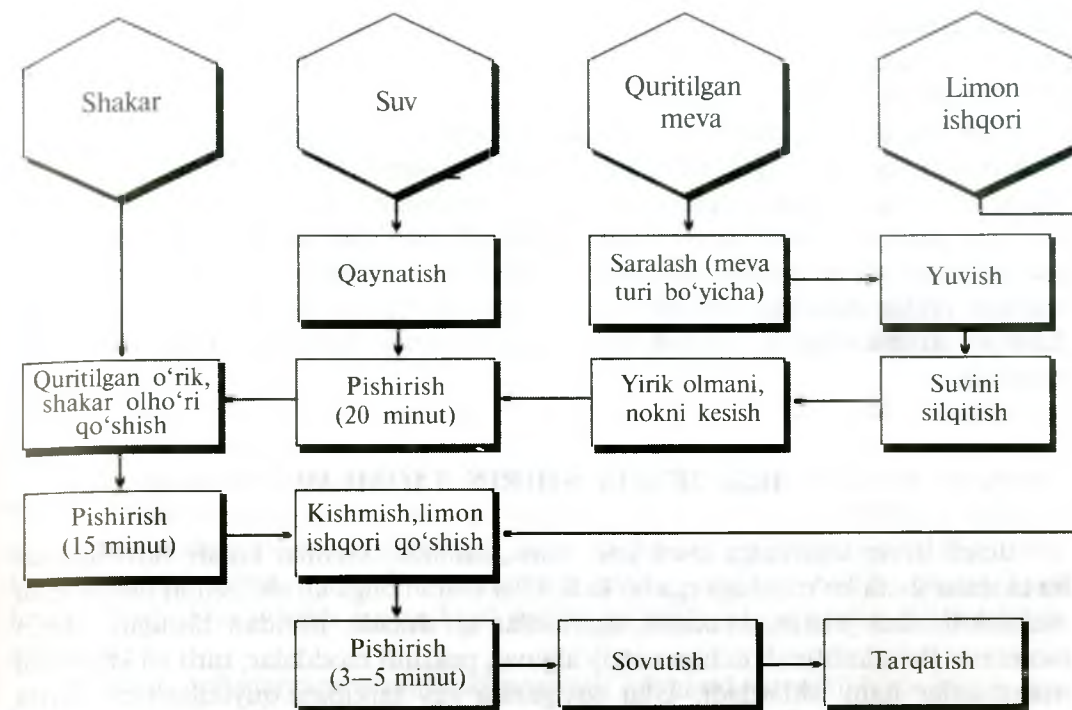 Shakar
Suv
Quritilgan
meva
Limon
ishqori
Qaynatish
Saralash (meva
turi bo‘yicha)
Yuvish
Quritilgan o‘rik,
shakar olho‘ri
qo‘shish
Pishirish
(20 minut)
Yirik olmani,
nokni kesish
Suvini
silqitish
Pishirish
(15 minut)
Kishmish,limon
ishqori qo‘shish
Pishirish
(3—5 minut)
Sovutish
Tarqatish